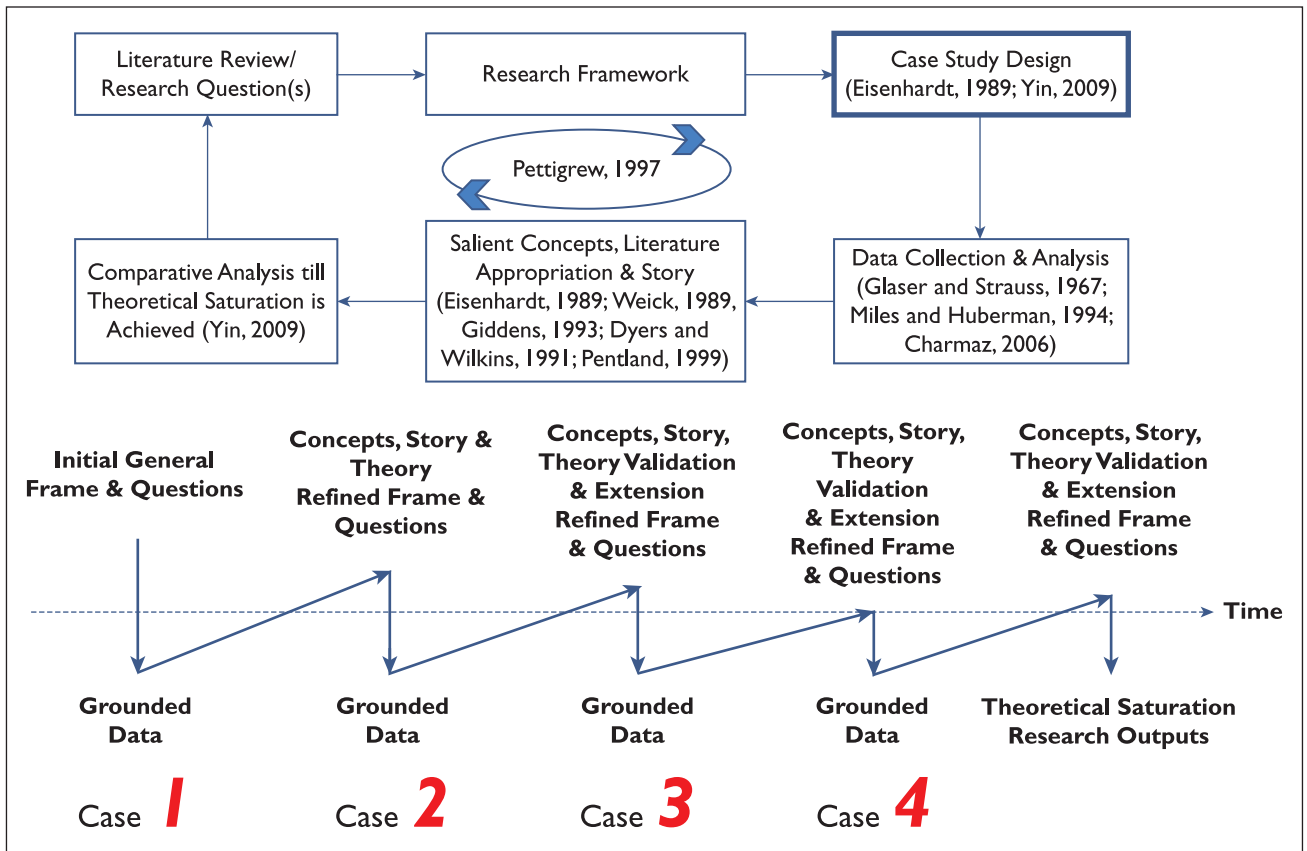 Literature Review/
Research Question(s)
Research Framework
Case Study Design
(Eisenhardt, 1989; Yin, 2009)
Pettigrew, 1997
Comparative Analysis till
Theoretical Saturation is
Achieved (Yin, 2009)
Salient Concepts, Literature
Appropriation & Story
(Eisenhardt, 1989; Weick, 1989,
Giddens, 1993; Dyers and
Wilkins, 1991; Pentland, 1999)
Data Collection & Analysis
(Glaser and Strauss, 1967;
Miles and Huberman, 1994;
Charmaz, 2006)
Initial General
Frame & Questions
Concepts, Story &
Theory
Refined Frame &
Questions
Concepts, Story,
Theory Validation
& Extension
Refined Frame
& Questions
Concepts, Story,
Theory
Validation
& Extension
Refined Frame
& Questions
Concepts, Story,
Theory Validation
& Extension
Refined Frame
& Questions
Time
Grounded
Data
Grounded
Data
Grounded
Data
Grounded
Data
Theoretical Saturation
Research Outputs
Case 1
Case 2
Case 3
Case 4